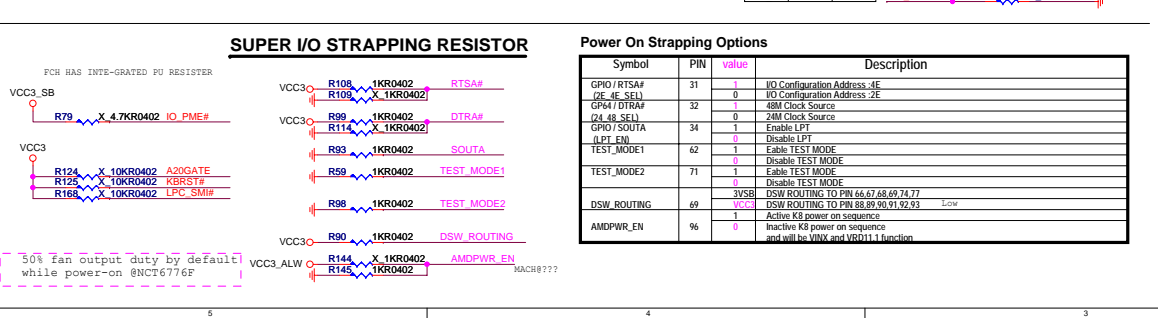 SUPER I/O STRAPPING RESISTOR
FCH HAS INTE-GRATED PU RESISTER
VCC3_SB
R79 X_4.7KR0402 IO_PME#
VCC3
R124 X_10KR0402 A20GATE
R125 X_10KR0402 KBRST#
R168 X_10KR0402 LPC_SMI#
50% fan output duty by default
while power-on @NCT6776F
VCC3 R108 1KR0402 RTSA#
R109 X_1KR0402
VCC3 R99 1KR0402 DTRA#
R114 X_1KR0402
R93 1KR0402 SOUTA
R59 1KR0402 TEST_MODE1
R98 1KR0402 TEST_MODE2
VCC3 R90 1KR0402 DSW_ROUTING
VCC3_ALW R144 X_1KR0402 AMDPWR_EN
R145 1KR0402
MACH@???
Power On Strapping Options
Symbol PIN value Description
GPIO / RTSA# 31 1 I/O Configuration Address :4E
(2E_4E_SEL) 0 I/O Configuration Address :2E
GP64 / DTRA# 32 1 48M Clock Source
(24_48_SEL) 0 24M Clock Source
GPIO / SOUTA 34 1 Enable LPT
(LPT_EN) 0 Disable LPT
TEST_MODE1 62 1 Eable TEST MODE
0 Disable TEST MODE
TEST_MODE2 71 1 Eable TEST MODE
0 Disable TEST MODE
3VSB DSW ROUTING TO PIN 66,67,68,69,74,77
DSW_ROUTING 69 VCC3 DSW ROUTING TO PIN 88,89,90,91,92,93 Low
1 Active K8 power on sequence
AMDPWR_EN 96 0 Inactive K8 power on sequence
and will be VINX and VRD11.1 function
5 4 3